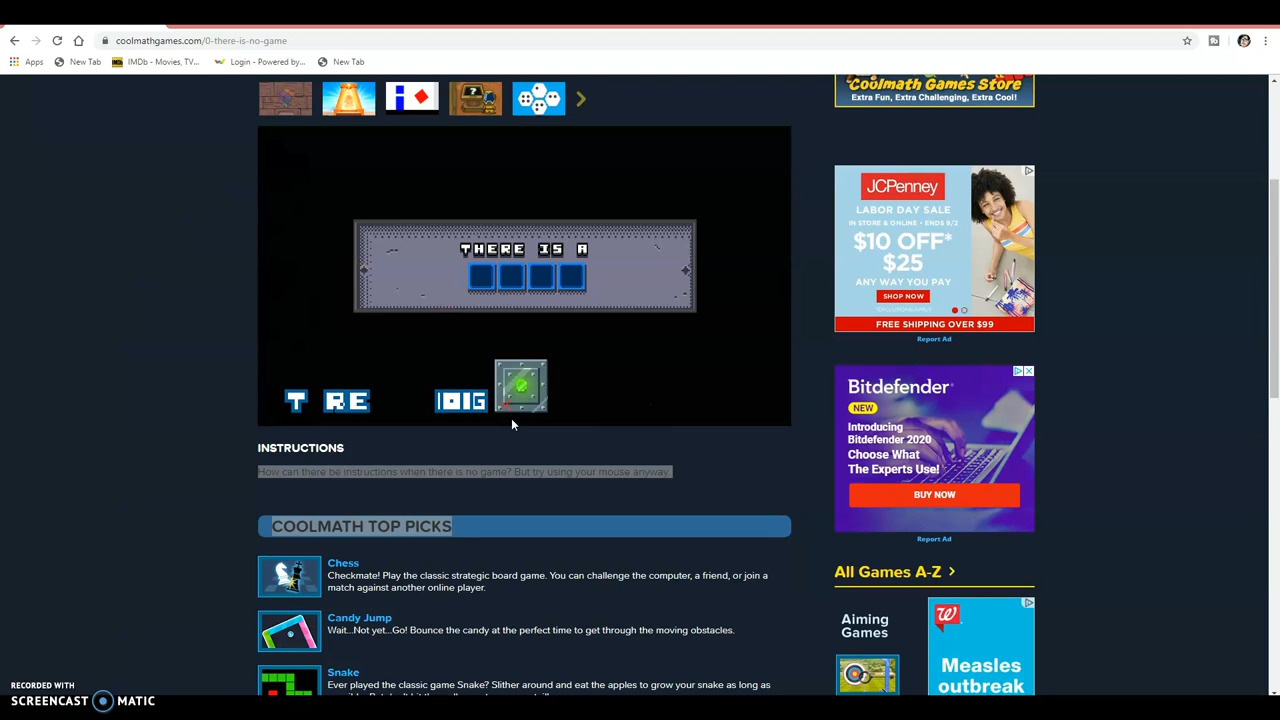 coolmathgames.com/0-there-is-no-game
Apps New Tab IMDb - Movies, TV... Login - Powered by... New Tab
Coolmath Games Store
Extra Fun, Extra Challenging, Extra Cool!
JCPenney
LABOR DAY SALE
IN STORE & ONLINE • ENDS 9/2
$10 OFF*
$25
ANY WAY YOU PAY
SHOP NOW
FREE SHIPPING OVER $99
Report Ad
THERE IS A
T RE
INSTRUCTIONS
How can there be instructions when there is no game? But try using your mouse anyway.
Bitdefender
NEW
Introducing
Bitdefender 2020
Choose What
The Experts Use!
BUY NOW
Report Ad
COOLMATH TOP PICKS
Chess
Checkmate! Play the classic strategic board game. You can challenge the computer, a friend, or join a
match against another online player.
Candy Jump
Wait...Not yet...Go! Bounce the candy at the perfect time to get through the moving obstacles.
Snake
Ever played the classic game Snake? Slither around and eat the apples to grow your snake as long as
All Games A-Z >
Aiming
Games
W
Measles
outbreak
RECORDED WITH
SCREENCAST MATIC